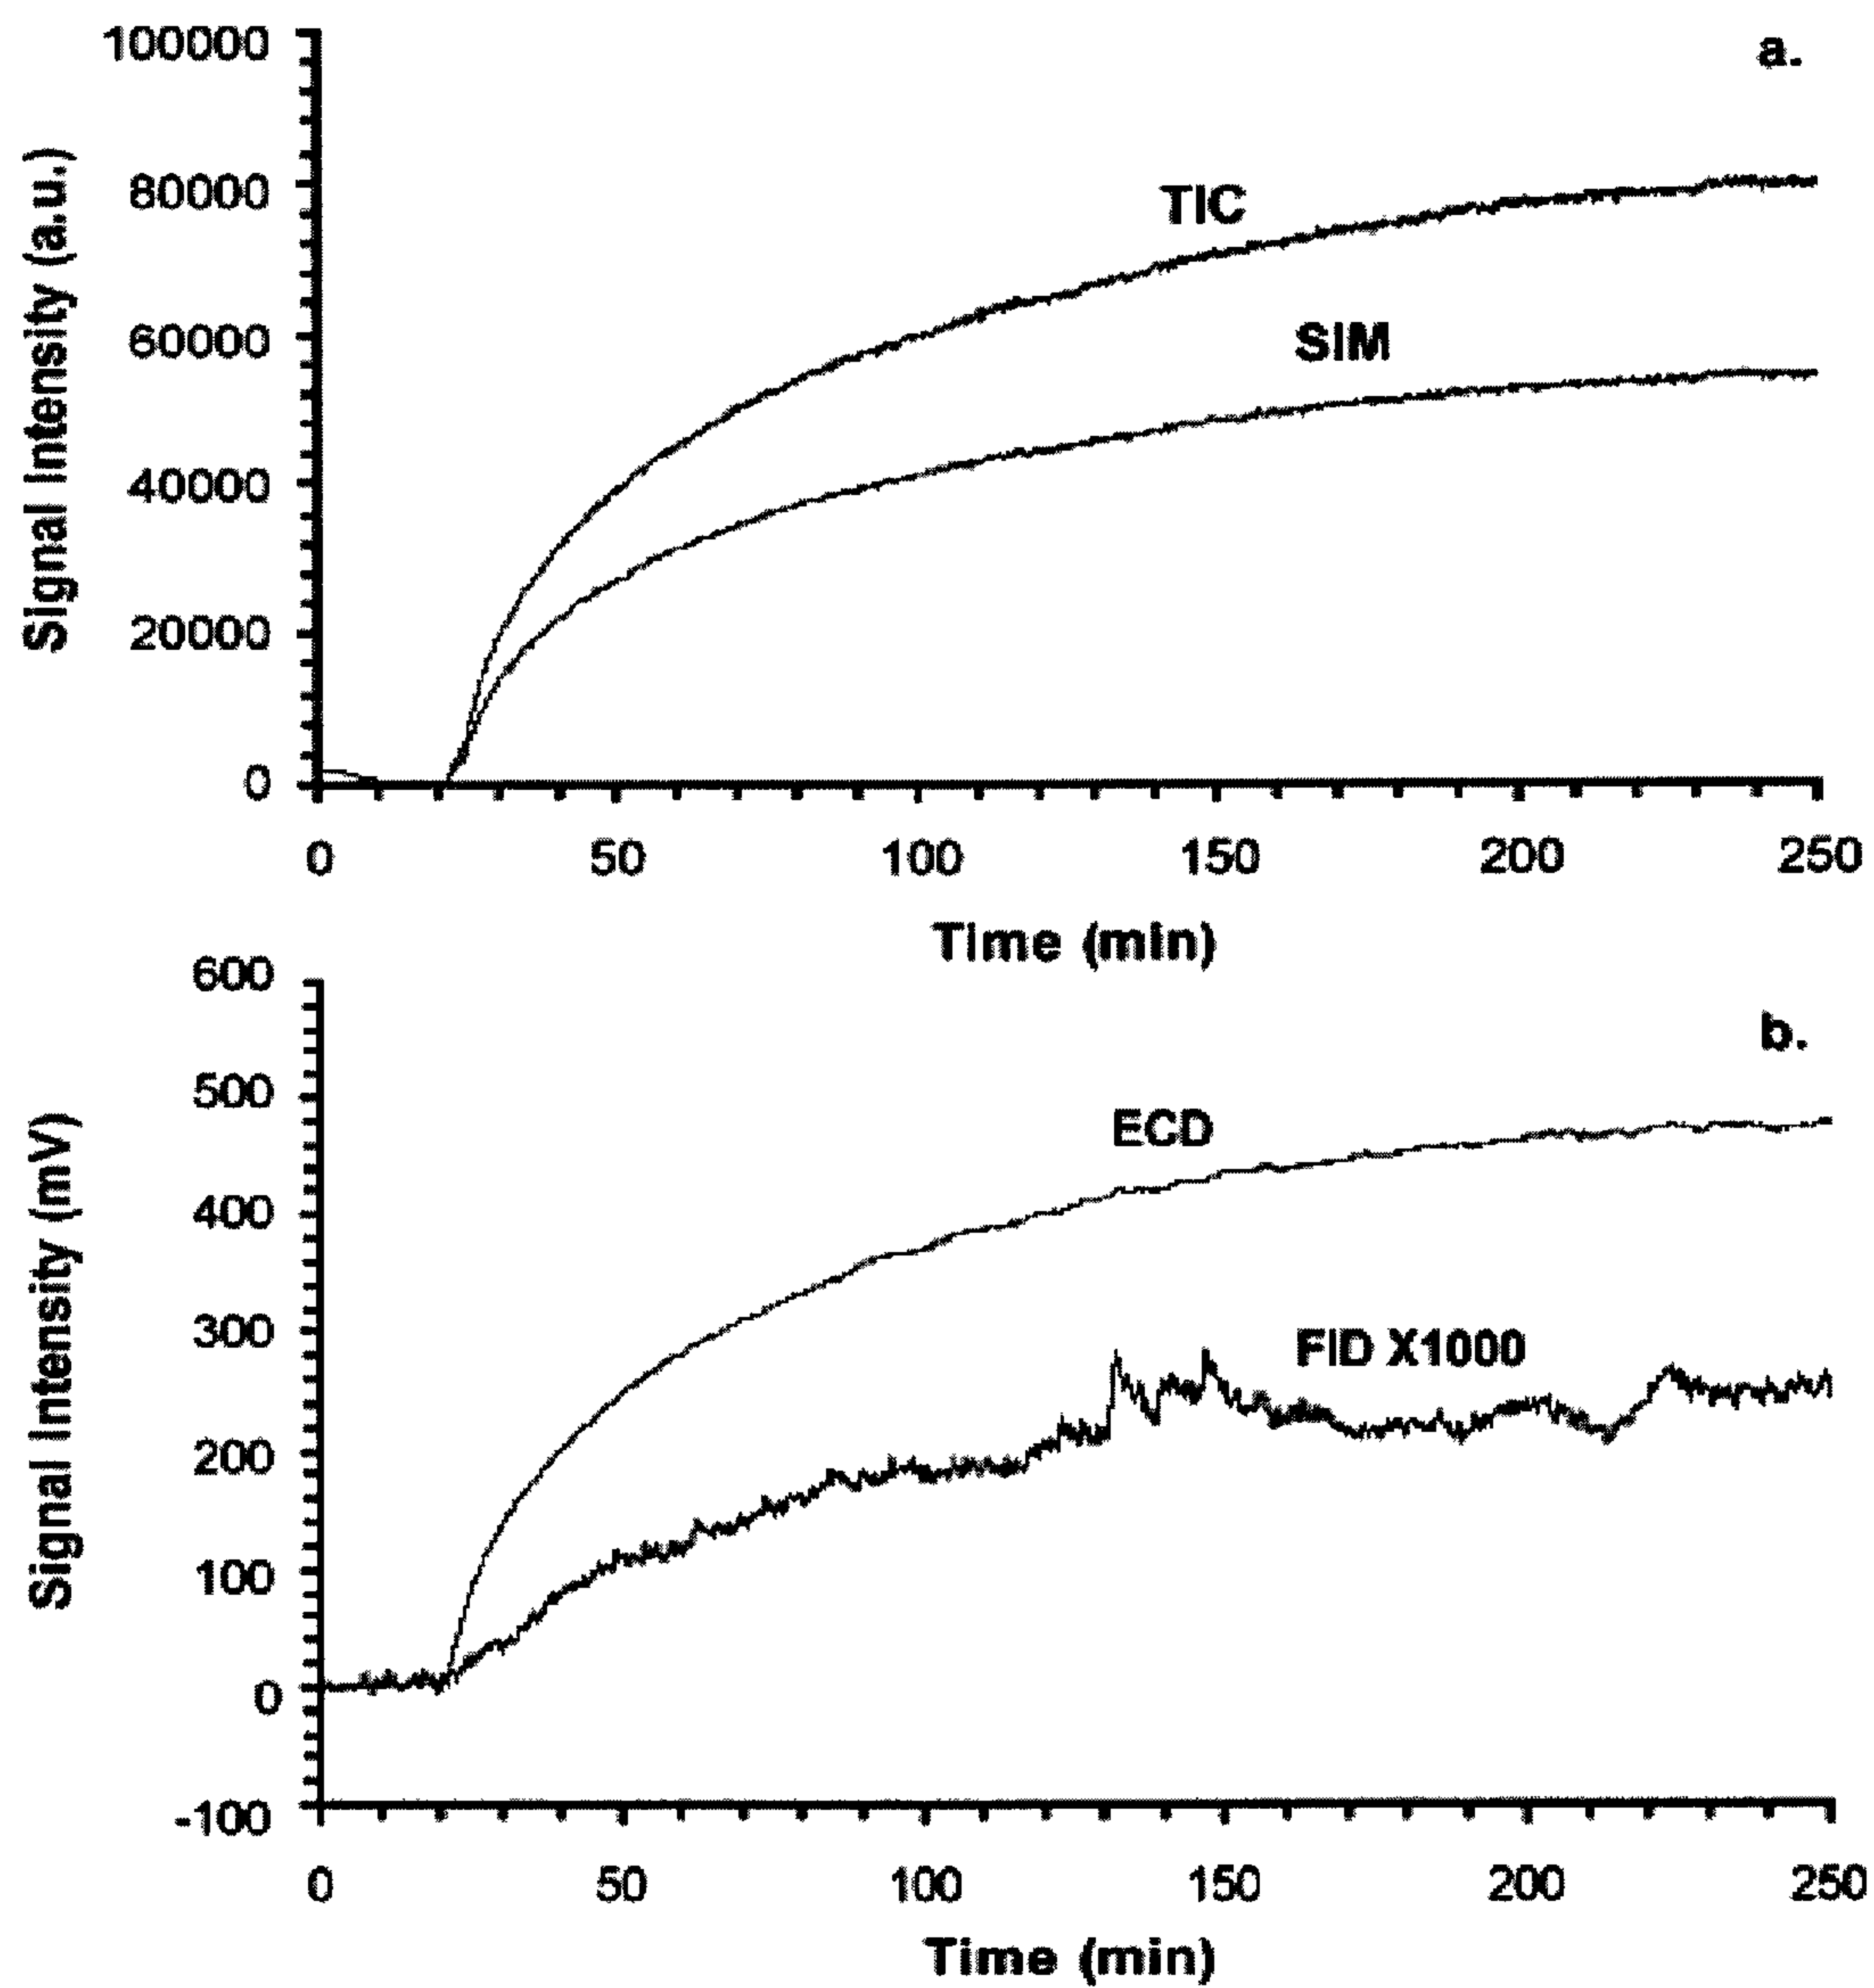 100000
a.
80000
TIC
60000
SIM
40000
20000
0
Signal Intensity (a.u.)
0 50 100 150 200 250
Time (min)
600
b.
500
ECD
400
300
FID X1000
200
100
0
-100
Signal Intensity (mV)
0 50 100 150 200 250
Time (min)